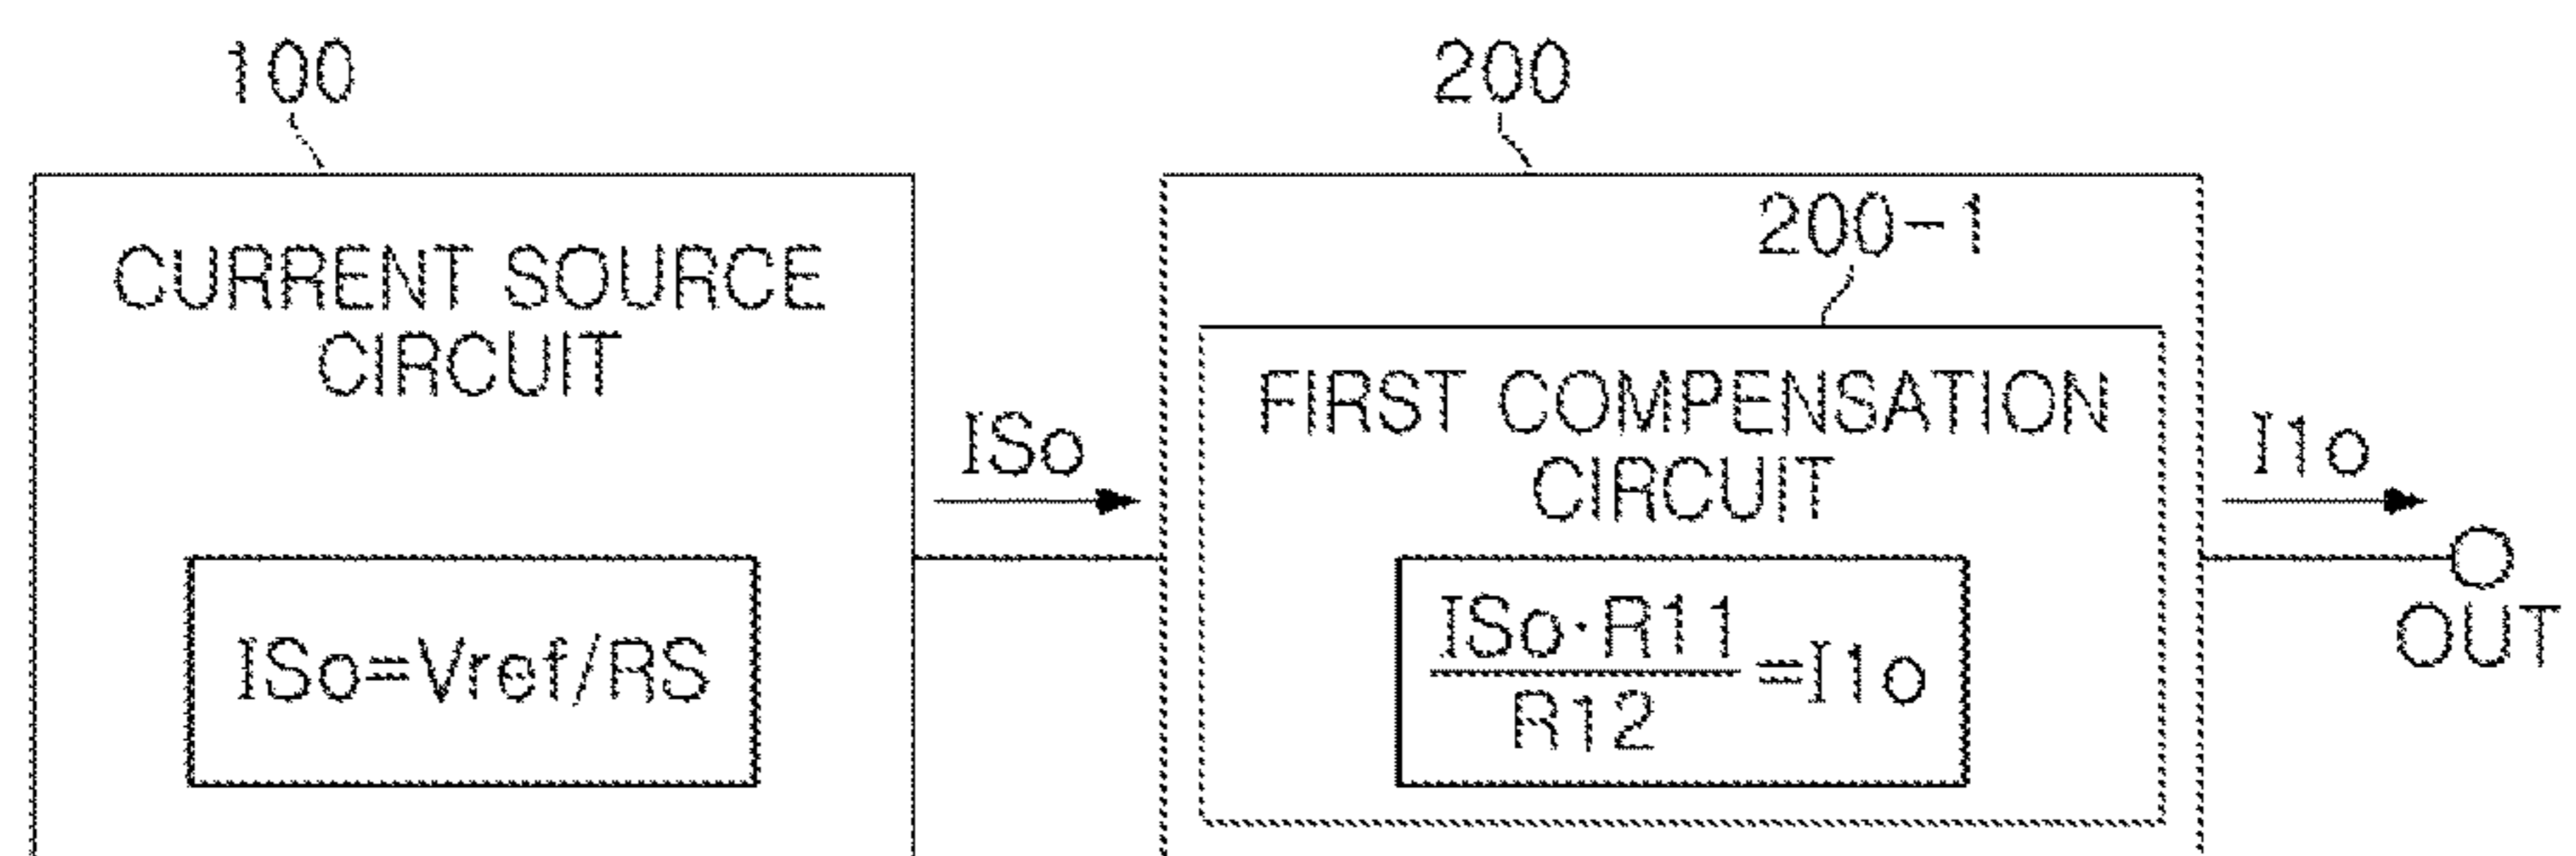 100
200
200-1
CURRENT SOURCE
CIRCUIT
ISo=Vref/RS
ISo
FIRST COMPENSATION
CIRCUIT
ISo·R11
R12
=I1o
I1o
OUT